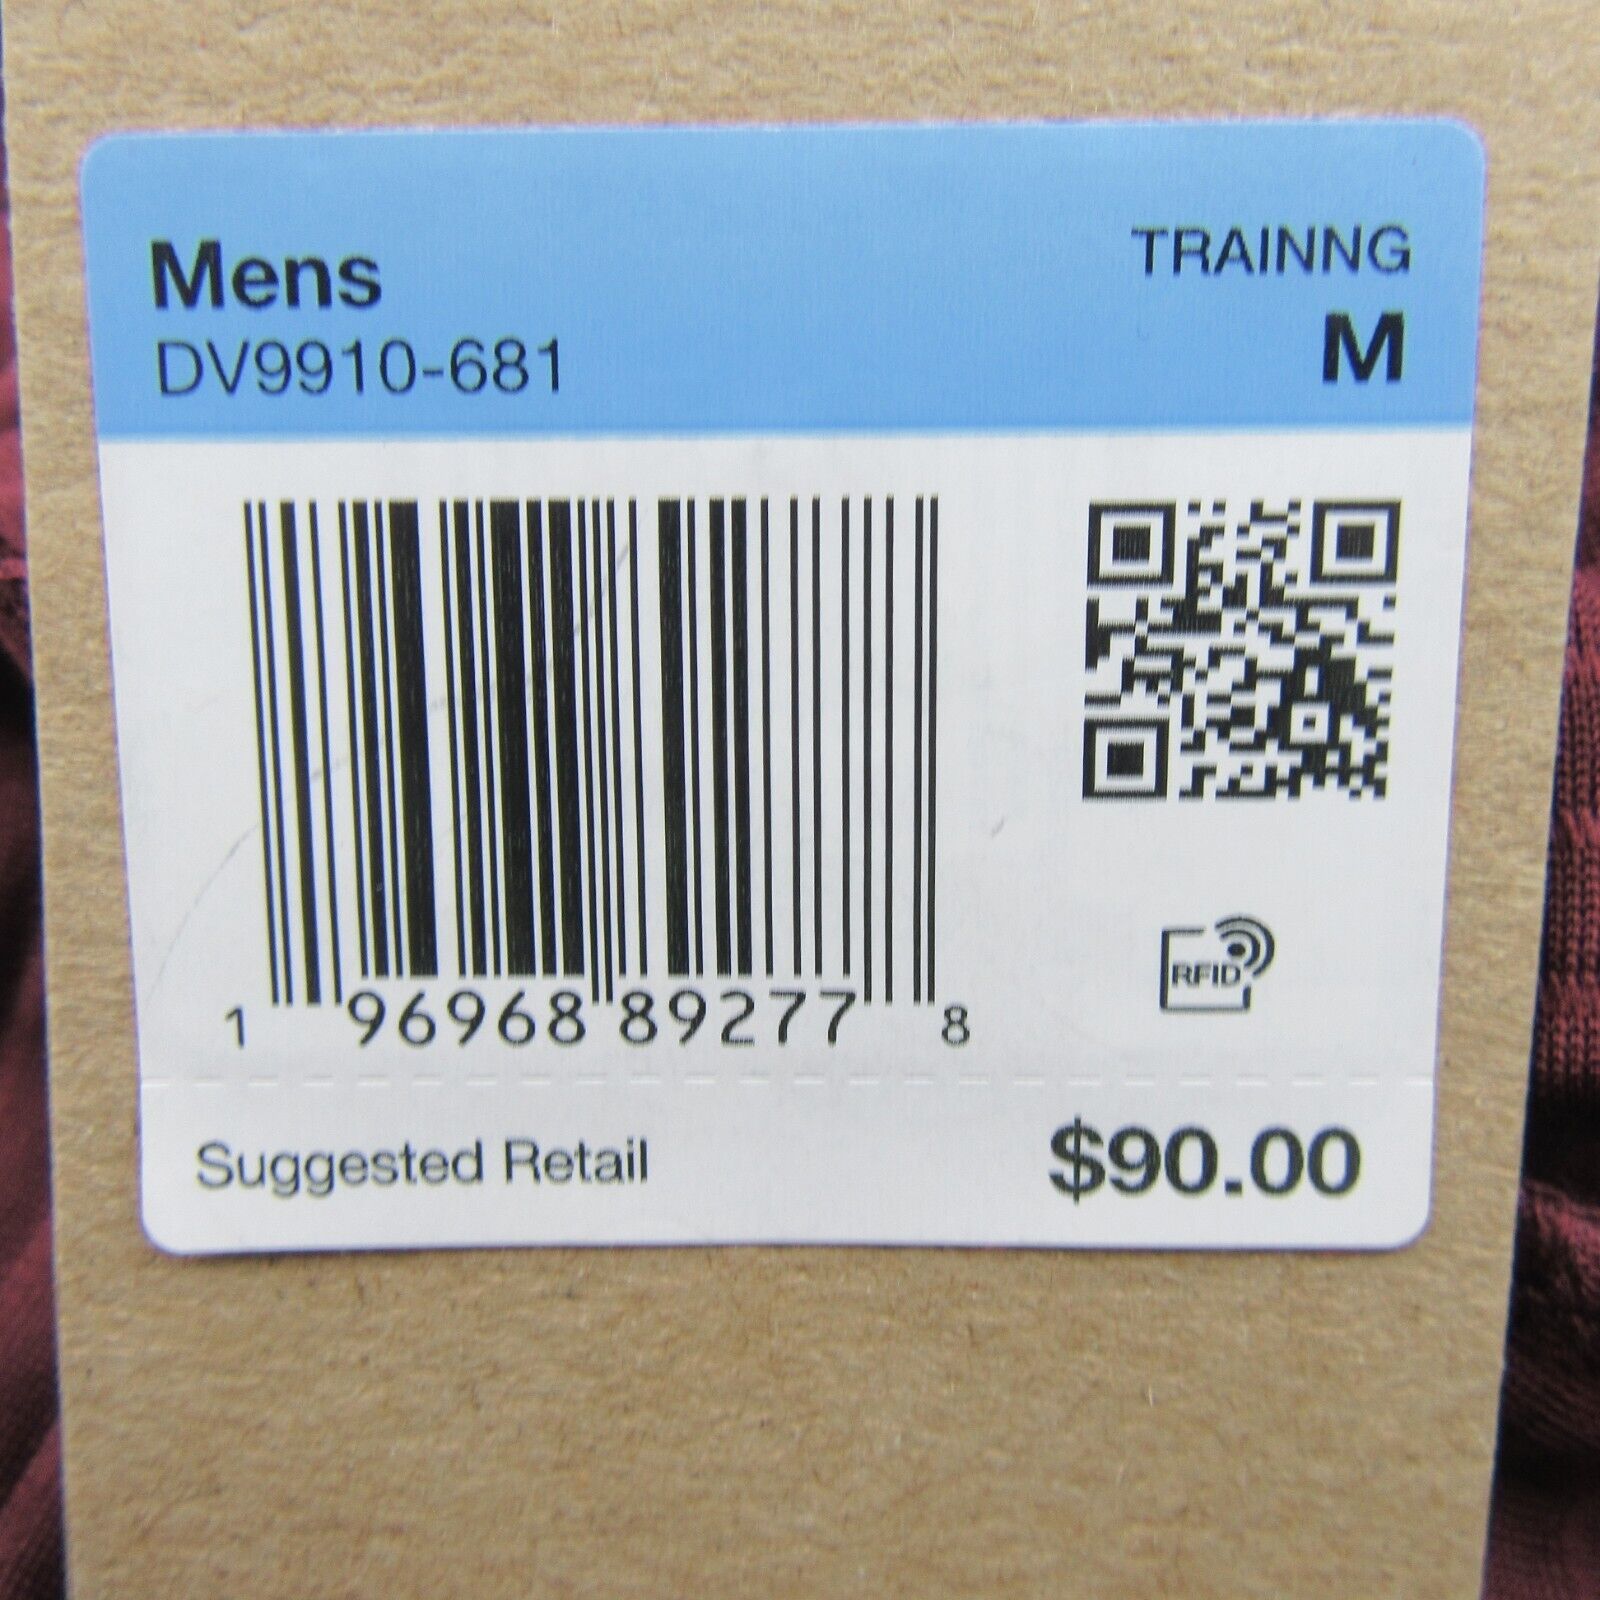 Mens
TRAINNG
DV9910-681
M
RFID
1 96968 89277 8
Suggested Retail $90.00